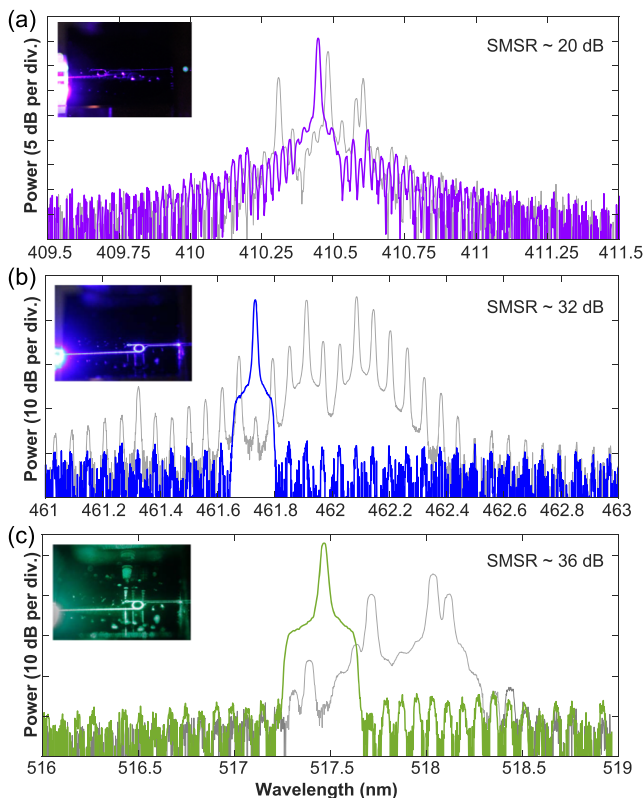 (a)
SMSR ~ 20 dB
Power (5 dB per div.)
409.5 409.75 410 410.25 410.5 410.75 411 411.25 411.5
(b)
SMSR ~ 32 dB
Power (10 dB per div.)
461 461.2 461.4 461.6 461.8 462 462.2 462.4 462.6 462.8 463
(c)
SMSR ~ 36 dB
Power (10 dB per div.)
516 516.5 517 517.5 518 518.5 519
Wavelength (nm)